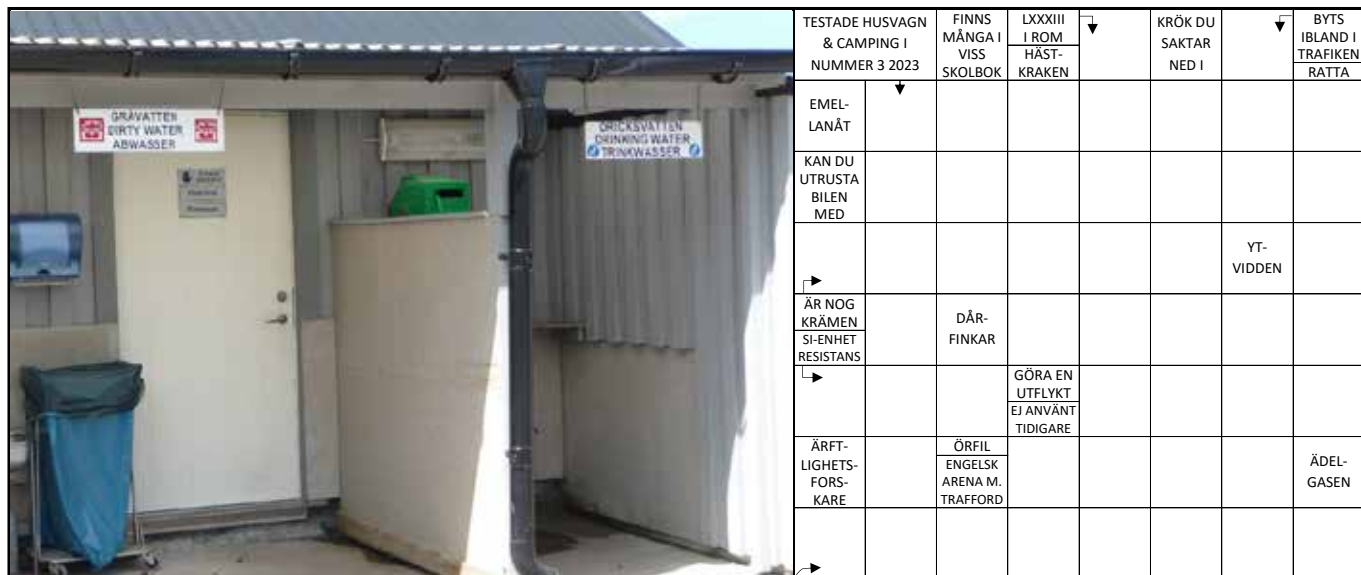 GRÅVATTEN
DIRTY WATER
ABWASSER
DRICKSVATTEN
DRINKING WATER
TRINKWASSER
TESTADE HUSVAGN
& CAMPING I
NUMMER 3 2023
FINNS
MÅNGA I
VISS
SKOLBOK
LXXXIII
I ROM
HÄST-
KRAKEN
KRÖK DU
SAKTAR
NED I
BYTS
IBLAND I
TRAFIKEN
RATTA
EMEL-
LANÅT
KAN DU
UTRUSTA
BILEN
MED
YT-
VIDDEN
ÄR NOG
KRÄMEN
SI-ENHET
RESISTANS
DÅR-
FINKAR
GÖRA EN
UTFLYKT
EJ ANVÄNT
TIDIGARE
ÄRFT-
LIGHETS-
FORS-
KARE
ÖRFIL
ENGELSK
ARENA M.
TRAFFORD
ÄDEL-
GASEN